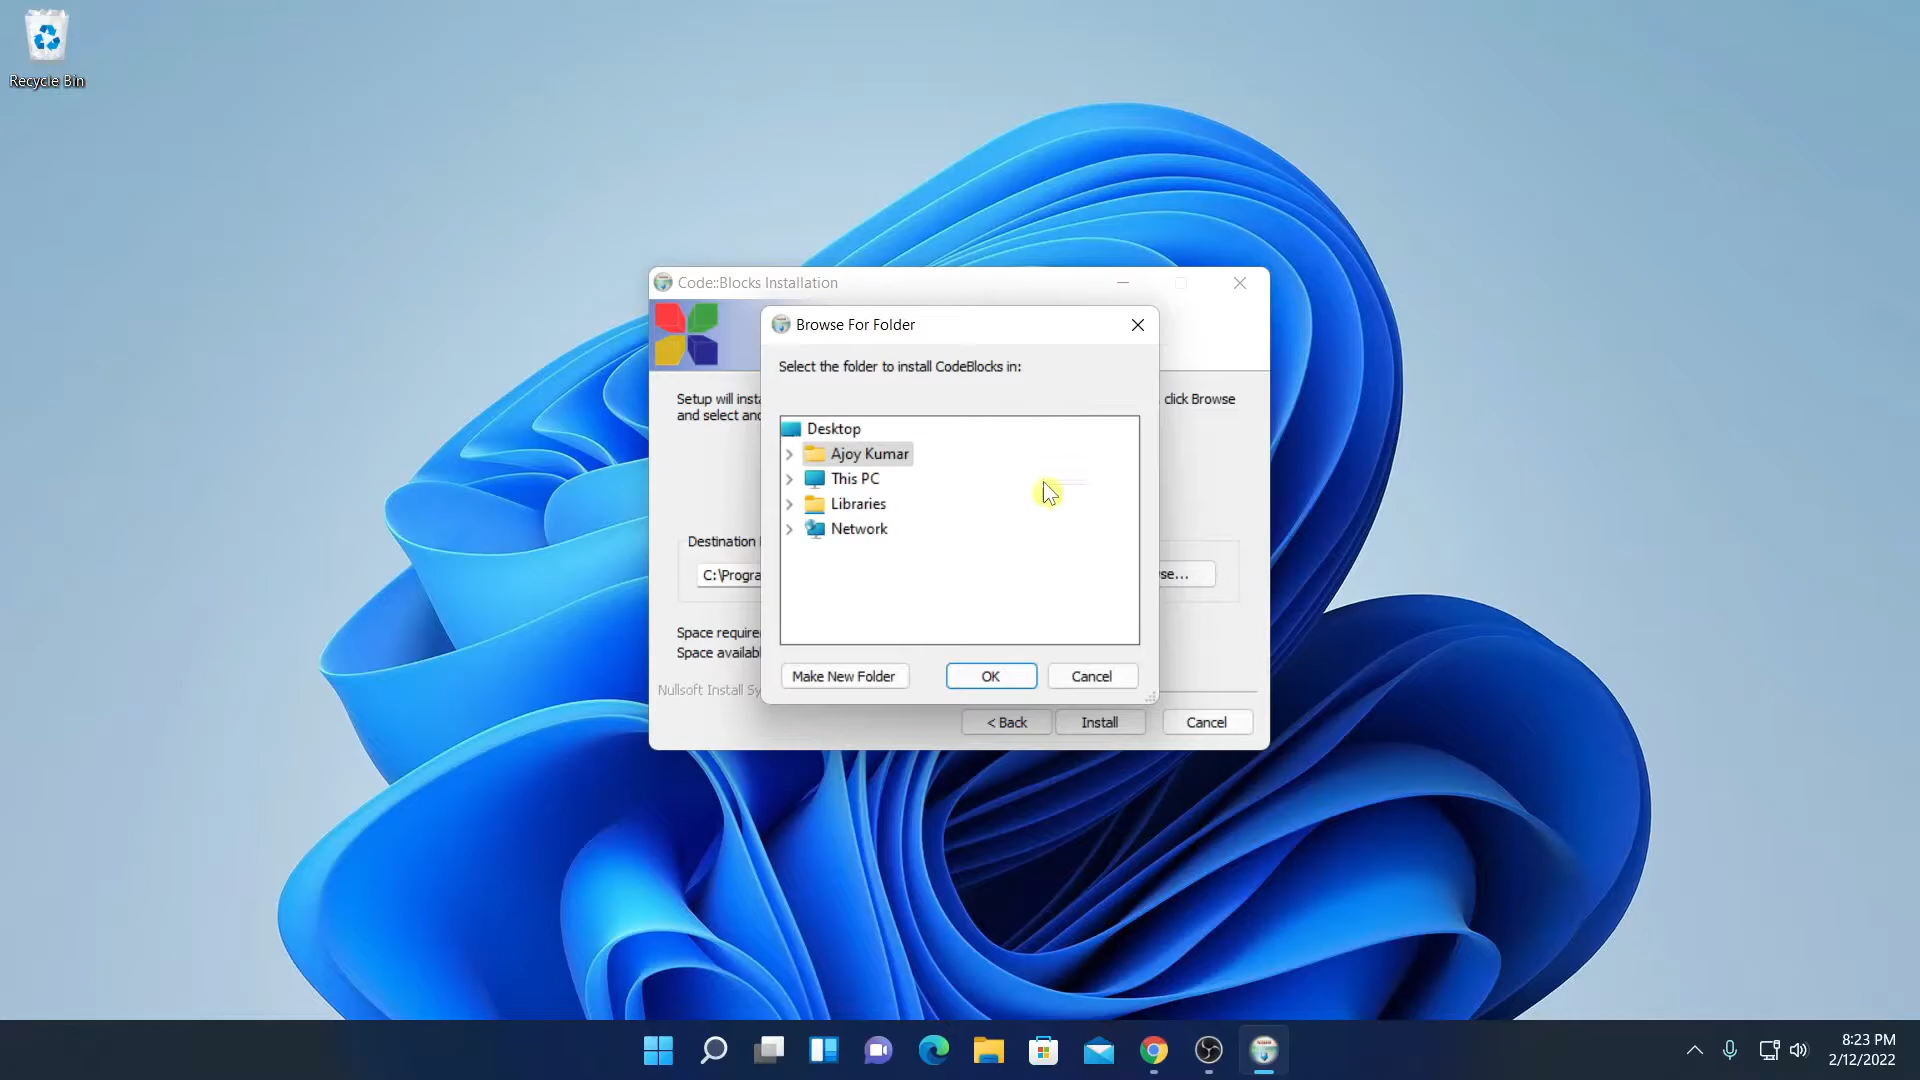 Recycle Bin
Code::Blocks Installation
Browse For Folder
Select the folder to install CodeBlocks in:
Setup will insta
click Browse
and select and
Desktop
Ajoy Kumar
This PC
Libraries
Network
Destination
C:\Progra
se...
Space require
Space availab
Make New Folder
OK
Cancel
Nullsoft Install Sy
< Back
Install
Cancel
8:23 PM
2/12/2022